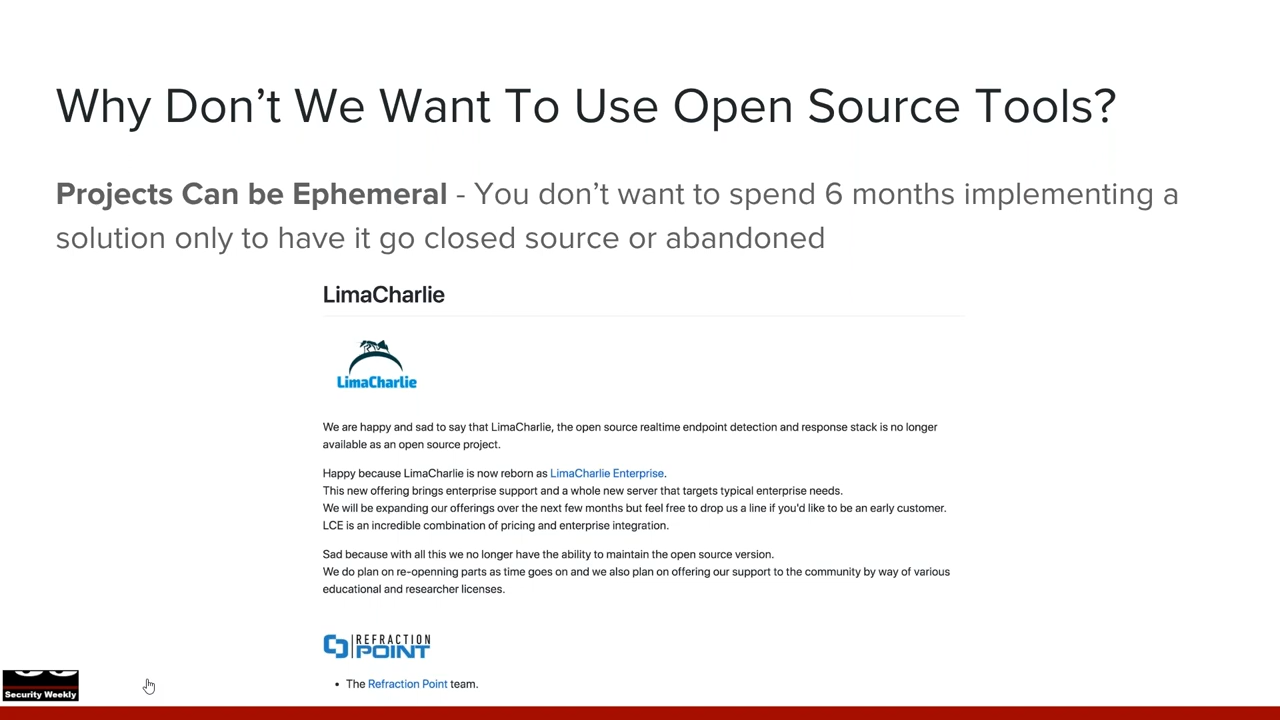 Why Don’t We Want To Use Open Source Tools?
Projects Can be Ephemeral - You don’t want to spend 6 months implementing a
solution only to have it go closed source or abandoned
LimaCharlie
LimaCharlie
We are happy and sad to say that LimaCharlie, the open source realtime endpoint detection and response stack is no longer
available as an open source project.
Happy because LimaCharlie is now reborn as LimaCharlie Enterprise.
This new offering brings enterprise support and a whole new server that targets typical enterprise needs.
We will be expanding our offerings over the next few months but feel free to drop us a line if you'd like to be an early customer.
LCE is an incredible combination of pricing and enterprise integration.
Sad because with all this we no longer have the ability to maintain the open source version.
We do plan on re-openning parts as time goes on and we also plan on offering our support to the community by way of various
educational and researcher licenses.
REFRACTION
POINT
• The Refraction Point team.
Security Weekly